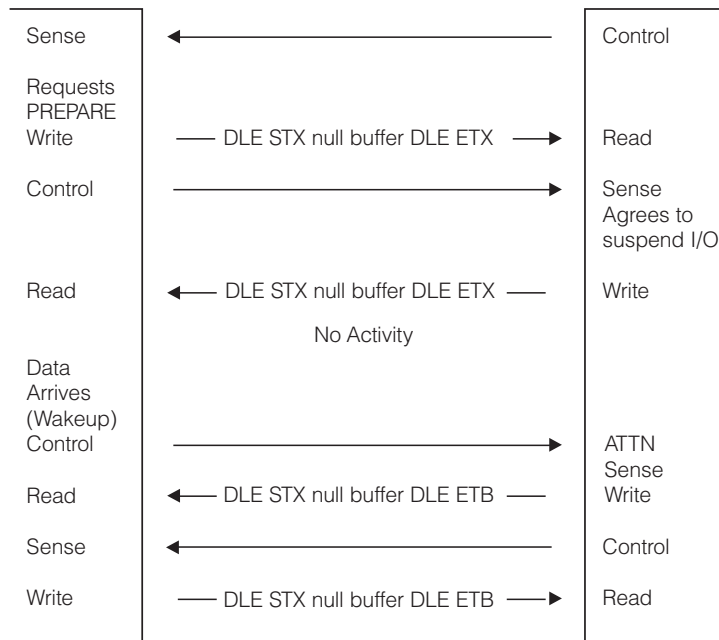 Sense Control
Requests
PREPARE
Write DLE STX null buffer DLE ETX Read
Control Sense
Agrees to
suspend I/O
Read DLE STX null buffer DLE ETX Write
No Activity
Data
Arrives
(Wakeup)
Control ATTN
Sense
Read DLE STX null buffer DLE ETB Write
Sense Control
Write DLE STX null buffer DLE ETB Read